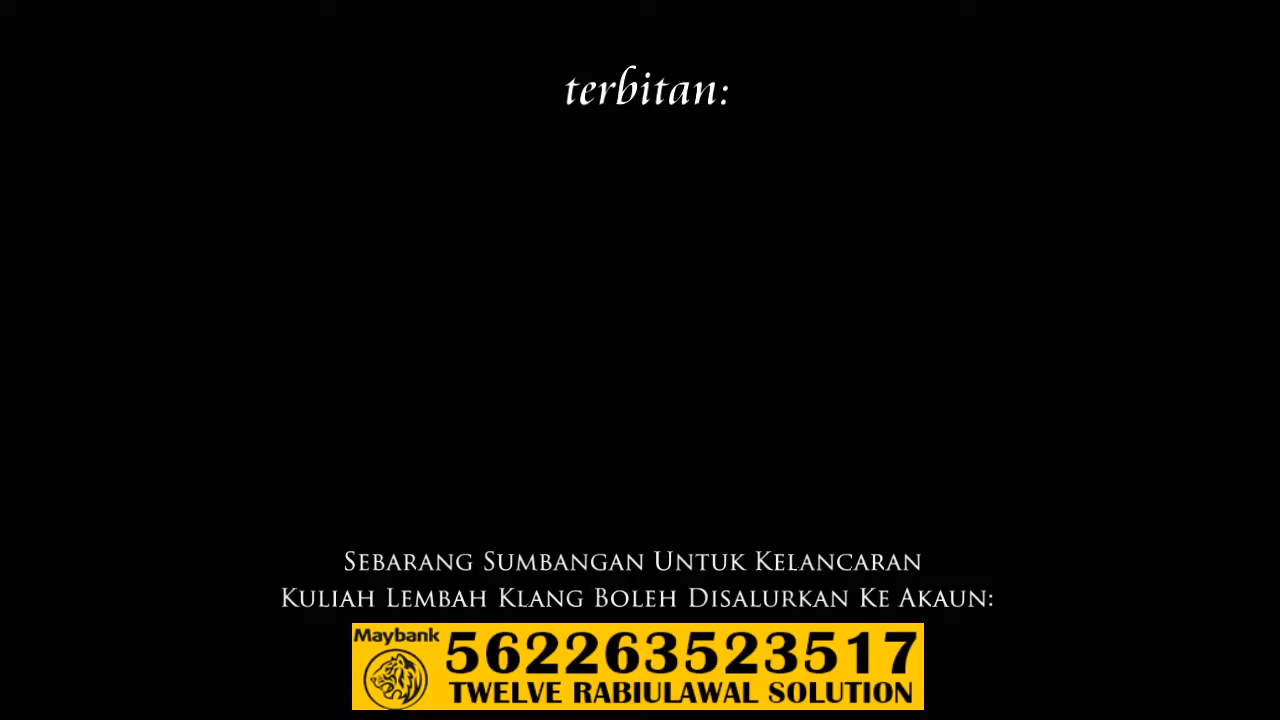 terbitan:
SEBARANG SUMBANGAN UNTUK KELANCARAN
KULIAH LEMBAH KLANG BOLEH DISALURKAN KE AKAUN:
Maybank
562263523517
TWELVE RABIULAWAL SOLUTION